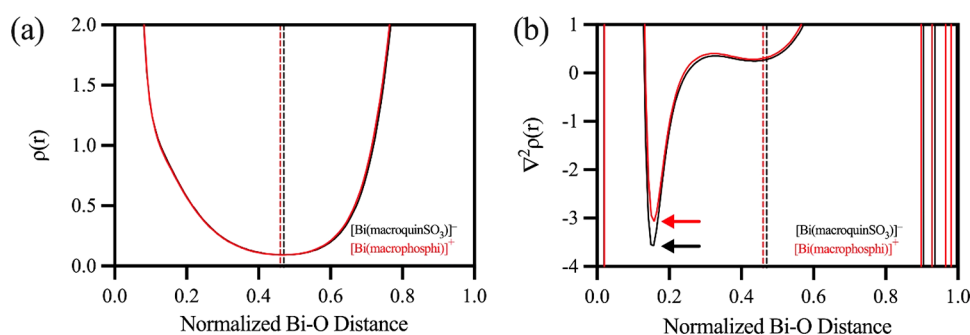 (a)
2.0
1.5
1.0
0.5
0.0
ρ(r)
[Bi(macroquinSO₃)]⁻
[Bi(macrophosphi)]⁺
0.0 0.2 0.4 0.6 0.8 1.0
Normalized Bi-O Distance
(b)
1
0
-1
-2
-3
-4
∇²ρ(r)
[Bi(macroquinSO₃)]⁻
[Bi(macrophosphi)]⁺
0.0 0.2 0.4 0.6 0.8 1.0
Normalized Bi-O Distance